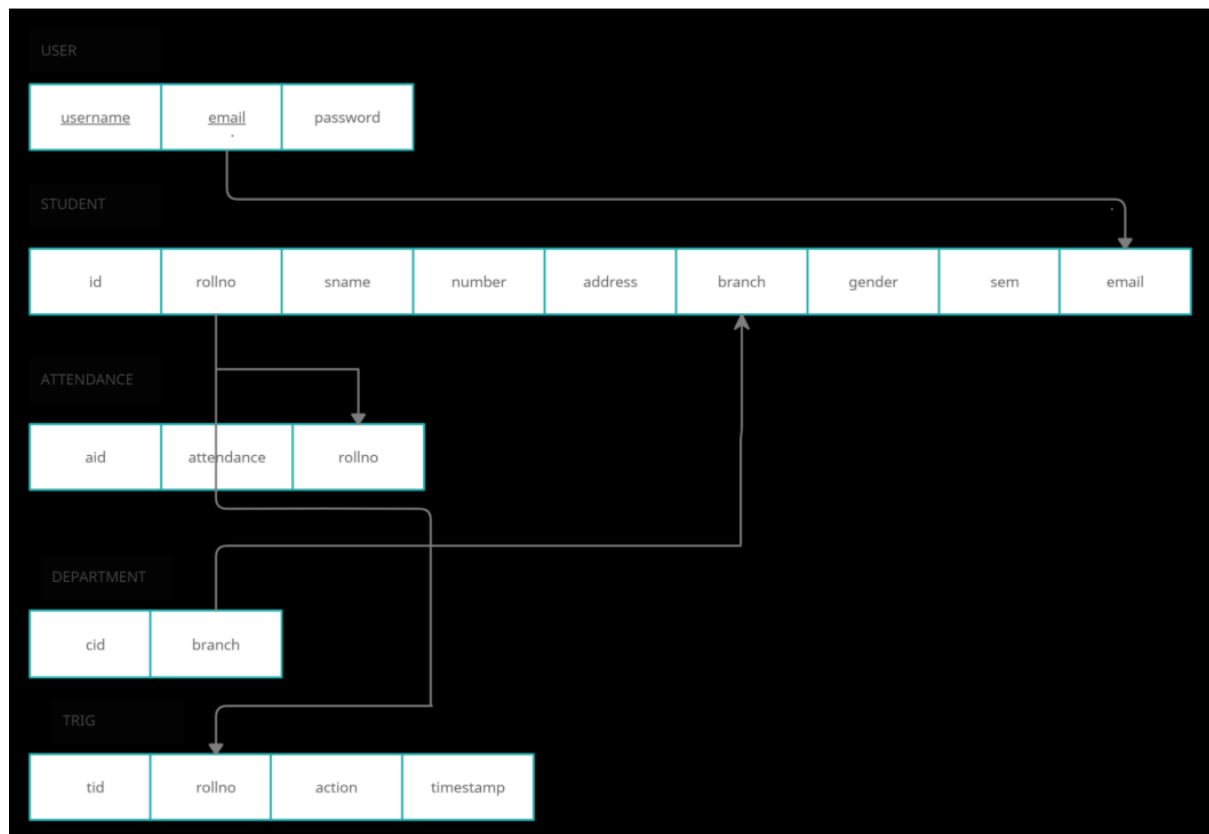 USER
username email password
STUDENT
id rollno sname number address branch gender sem email
ATTENDANCE
aid attendance rollno
DEPARTMENT
cid branch
TRIG
tid rollno action timestamp